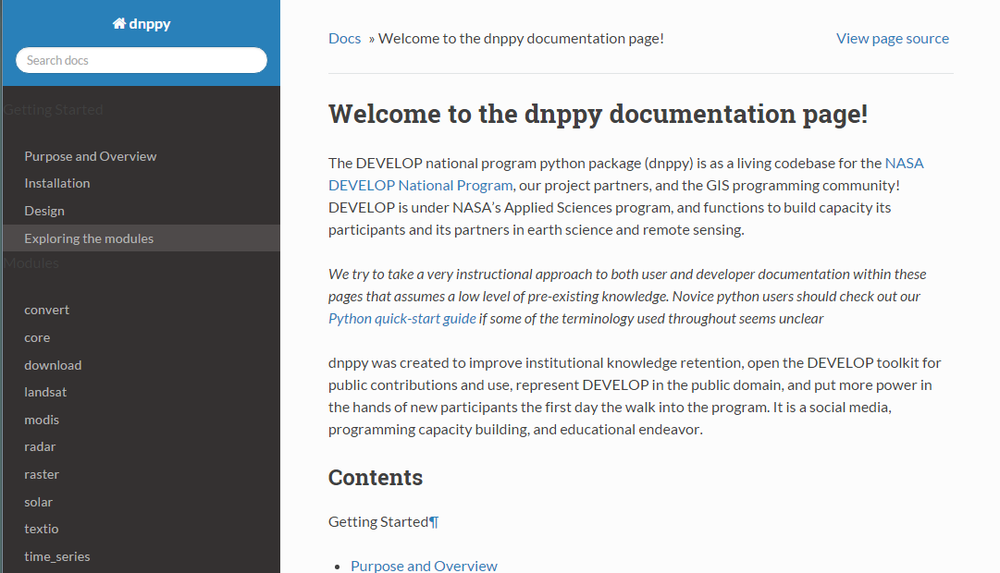 dnppy
Search docs
Getting Started
Purpose and Overview
Installation
Design
Exploring the modules
Modules
convert
core
download
landsat
modis
radar
raster
solar
textio
time_series
Docs » Welcome to the dnppy documentation page!
View page source
Welcome to the dnppy documentation page!
The DEVELOP national program python package (dnppy) is as a living codebase for the NASA
DEVELOP National Program, our project partners, and the GIS programming community!
DEVELOP is under NASA’s Applied Sciences program, and functions to build capacity its
participants and its partners in earth science and remote sensing.
We try to take a very instructional approach to both user and developer documentation within these
pages that assumes a low level of pre-existing knowledge. Novice python users should check out our
Python quick-start guide if some of the terminology used throughout seems unclear
dnppy was created to improve institutional knowledge retention, open the DEVELOP toolkit for
public contributions and use, represent DEVELOP in the public domain, and put more power in
the hands of new participants the first day the walk into the program. It is a social media,
programming capacity building, and educational endeavor.
Contents
Getting Started¶
• Purpose and Overview